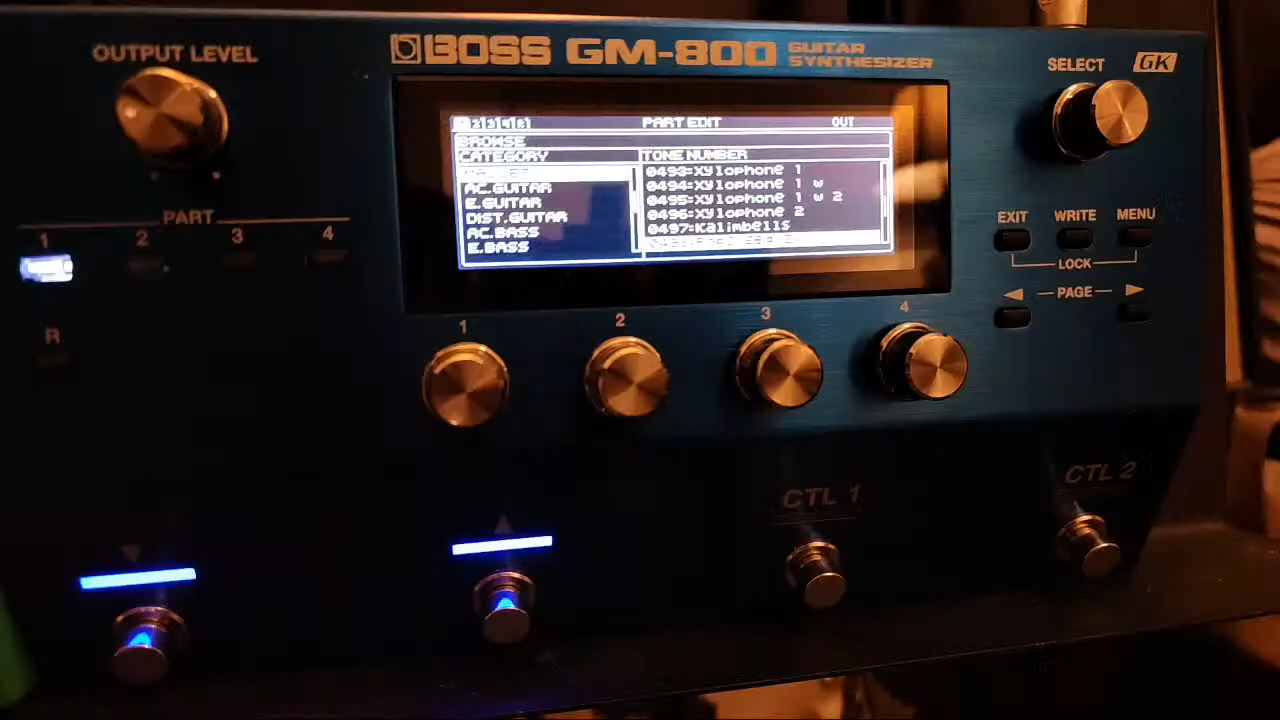 OUTPUT LEVEL
BOSS GM-800 GUITAR SYNTHESIZER
SELECT GK
PART EDIT OUT
BROWSE
CATEGORY TONE NUMBER
0493:Xylophone 1
AC.GUITAR 0494:Xylophone 1 w
E.GUITAR 0495:Xylophone 1 w 2
DIST.GUITAR 0496:Xylophone 2
AC.BASS 0497:Kalimbells
E.BASS
PART
1 2 3 4
R
EXIT WRITE MENU
LOCK
PAGE
1 2 3 4
CTL 1 CTL 2